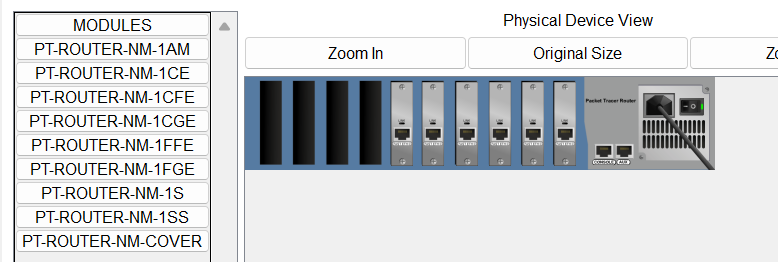 MODULES
PT-ROUTER-NM-1AM
PT-ROUTER-NM-1CE
PT-ROUTER-NM-1CFE
PT-ROUTER-NM-1CGE
PT-ROUTER-NM-1FFE
PT-ROUTER-NM-1FGE
PT-ROUTER-NM-1S
PT-ROUTER-NM-1SS
PT-ROUTER-NM-COVER
Physical Device View
Zoom In
Original Size
Packet Tracer Router
CONSOLE
AUX